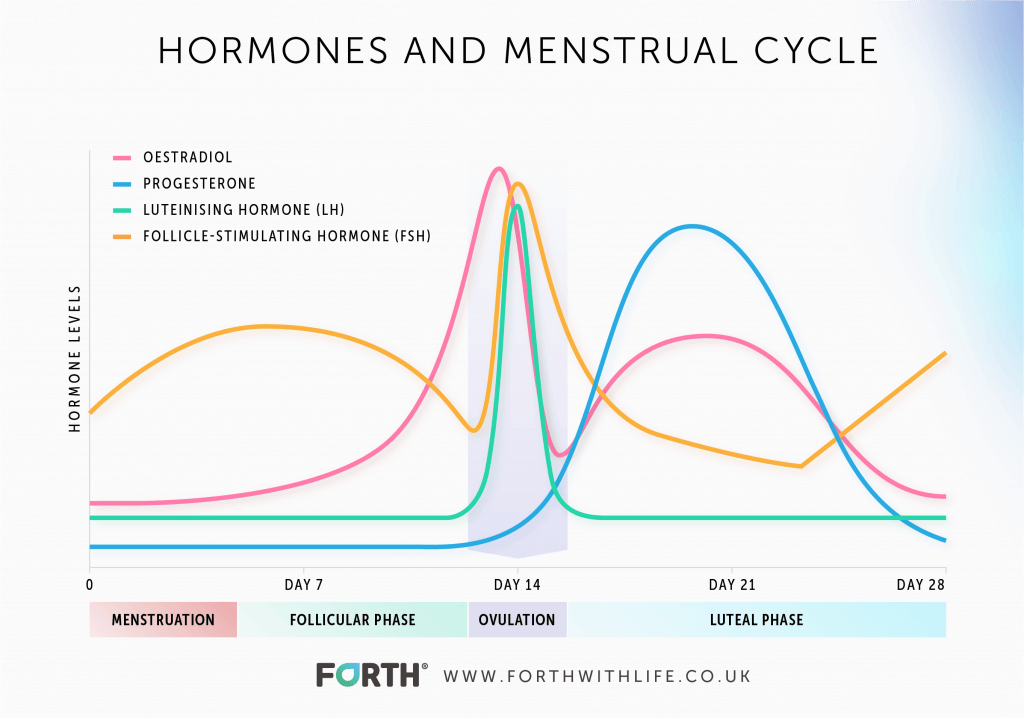 HORMONES AND MENSTRUAL CYCLE
OESTRADIOL
PROGESTERONE
LUTEINISING HORMONE (LH)
FOLLICLE-STIMULATING HORMONE (FSH)
HORMONE LEVELS
0 DAY 7 DAY 14 DAY 21 DAY 28
MENSTRUATION FOLLICULAR PHASE OVULATION LUTEAL PHASE
FORTH® WWW.FORTHWITHLIFE.CO.UK